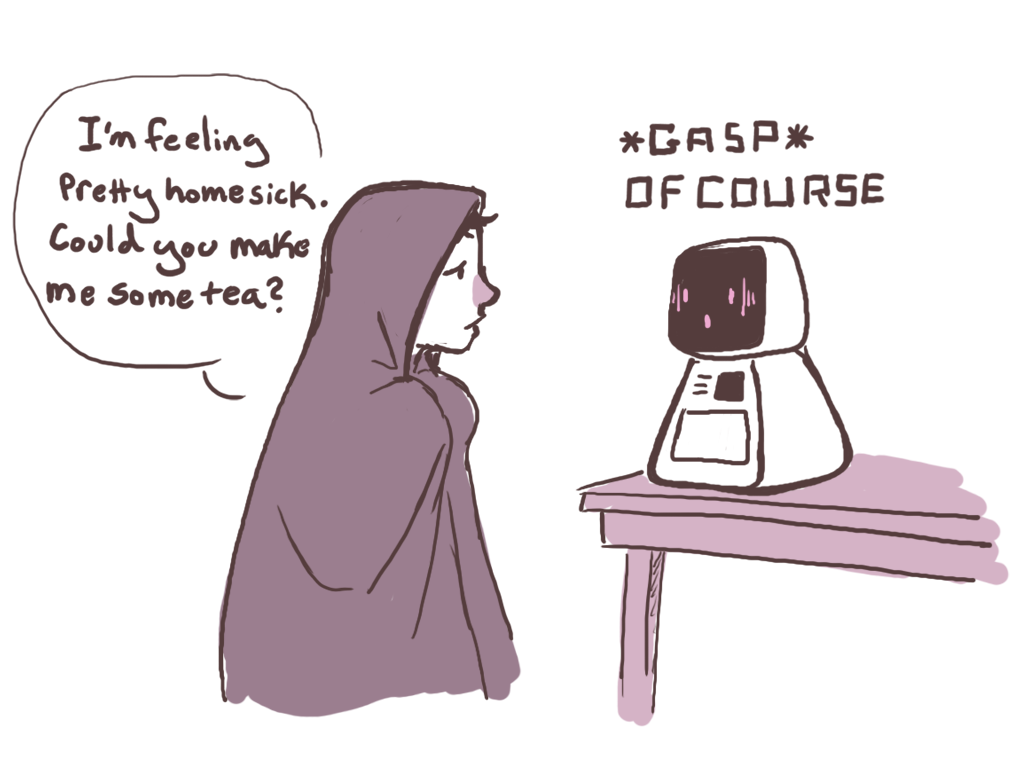 I'm feeling
Pretty homesick.
Could you make
me some tea?
*GASP*
OF COURSE